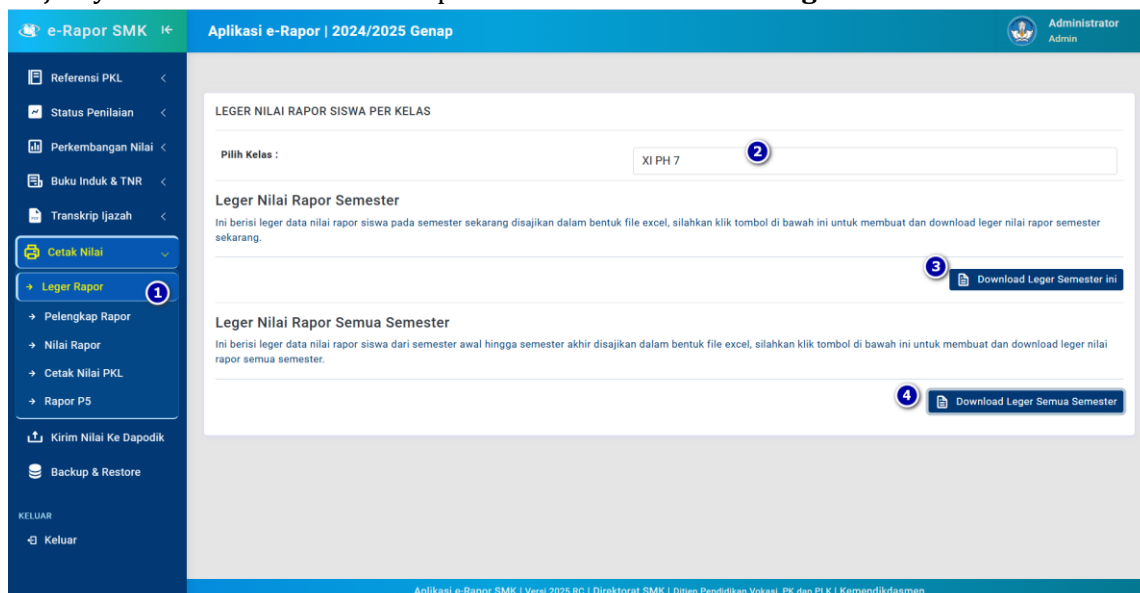 e-Rapor SMK
Aplikasi e-Rapor | 2024/2025 Genap
Administrator
Admin
Referensi PKL
Status Penilaian
Perkembangan Nilai
Buku Induk & TNR
Transkrip Ijazah
Cetak Nilai
Leger Rapor
1
Pelengkap Rapor
Nilai Rapor
Cetak Nilai PKL
Rapor P5
Kirim Nilai Ke Dapodik
Backup & Restore
KELUAR
Keluar
LEGER NILAI RAPOR SISWA PER KELAS
Pilih Kelas :
XI PH 7
2
Leger Nilai Rapor Semester
Ini berisi leger data nilai rapor siswa pada semester sekarang disajikan dalam bentuk file excel, silahkan klik tombol di bawah ini untuk membuat dan download leger nilai rapor semester
sekarang.
3
Download Leger Semester ini
Leger Nilai Rapor Semua Semester
Ini berisi leger data nilai rapor siswa dari semester awal hingga semester akhir disajikan dalam bentuk file excel, silahkan klik tombol di bawah ini untuk membuat dan download leger nilai
rapor semua semester.
4
Download Leger Semua Semester
Aplikasi e-Rapor SMK | Versi 2025 RC | Direktorat SMK | Ditjen Pendidikan Vokasi, PK dan PLK | Kemendikdasmen